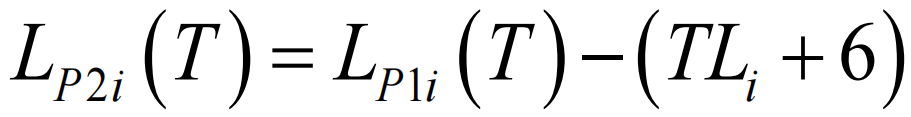 L_{P2i}(T) = L_{P1i}(T) − (TL_i + 6)